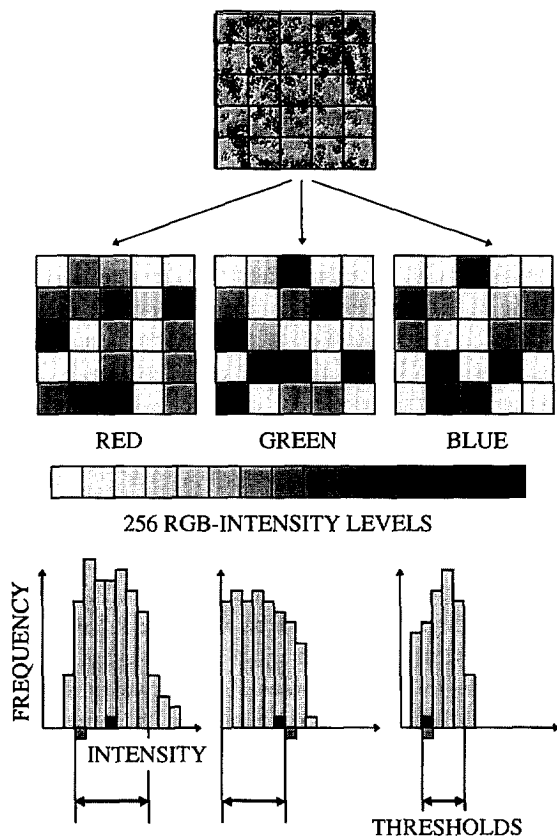 RED
GREEN
BLUE
256 RGB-INTENSITY LEVELS
FREQUENCY
INTENSITY
THRESHOLDS